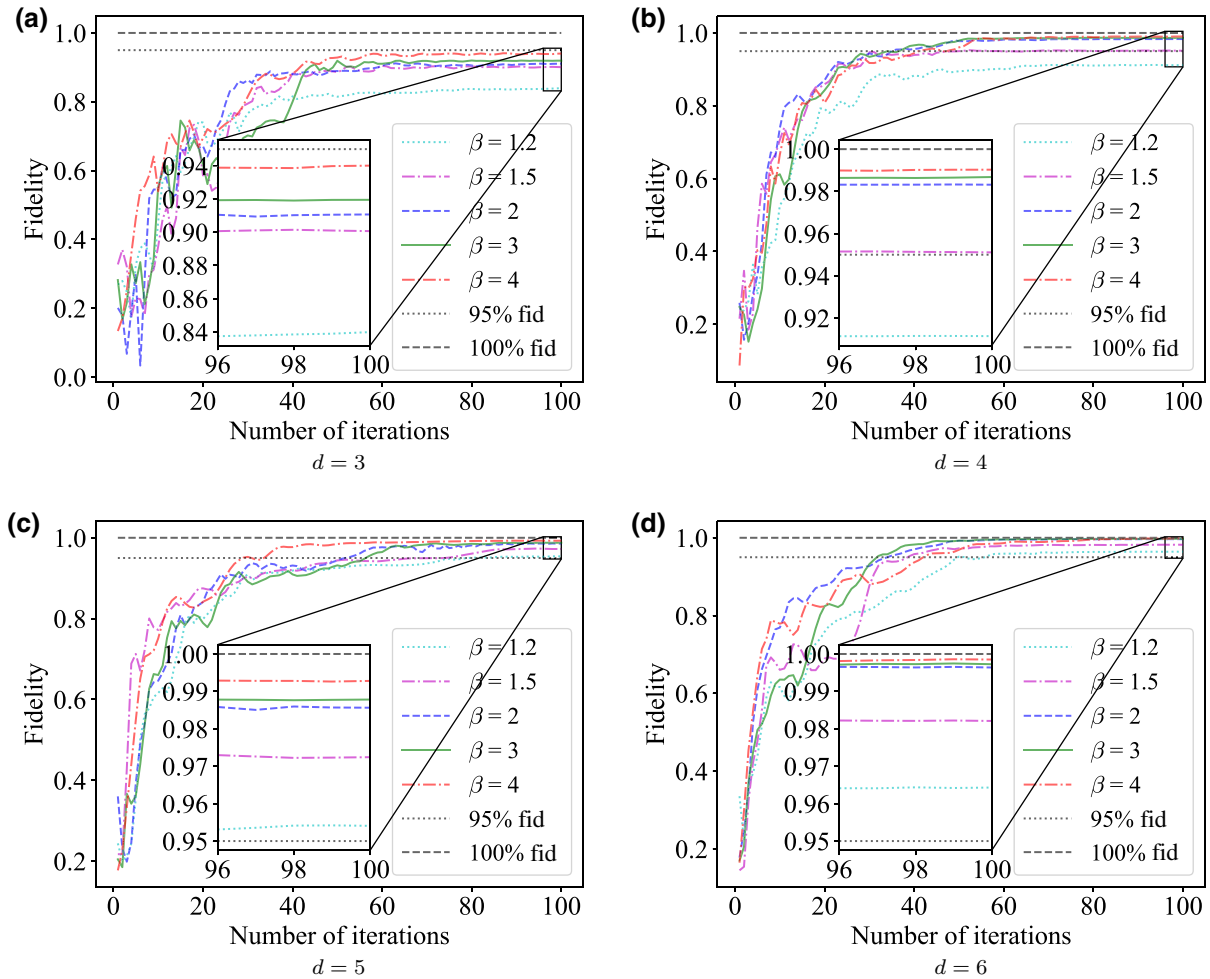 (a)
1.0
0.8
0.6
0.4
0.2
0.0
Fidelity
0.94
0.92
0.90
0.88
0.86
0.84
96 98 100
β = 1.2
β = 1.5
β = 2
β = 3
β = 4
95% fid
100% fid
0 20 40 60 80 100
Number of iterations
d = 3
(b)
1.0
0.8
0.6
0.4
0.2
Fidelity
1.00
0.98
0.96
0.94
0.92
96 98 100
β = 1.2
β = 1.5
β = 2
β = 3
β = 4
95% fid
100% fid
0 20 40 60 80 100
Number of iterations
d = 4
(c)
1.0
0.8
0.6
0.4
0.2
Fidelity
1.00
0.99
0.98
0.97
0.96
0.95
96 98 100
β = 1.2
β = 1.5
β = 2
β = 3
β = 4
95% fid
100% fid
0 20 40 60 80 100
Number of iterations
d = 5
(d)
1.0
0.8
0.6
0.4
0.2
Fidelity
1.00
0.99
0.98
0.97
0.96
0.95
96 98 100
β = 1.2
β = 1.5
β = 2
β = 3
β = 4
95% fid
100% fid
0 20 40 60 80 100
Number of iterations
d = 6